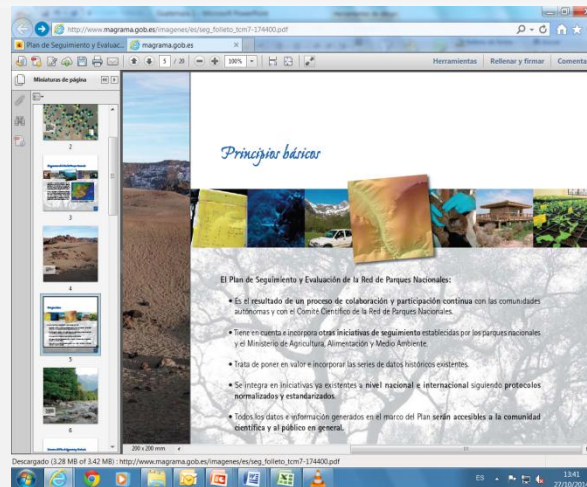 http://www.magrama.gob.es/imagenes/es/seg_folleto_tcm7-174400.pdf
Plan de Seguimiento y Evaluac...
magrama.gob.es
5 / 20
100%
Herramientas
Rellenar y firmar
Comenta
Miniaturas de página
2
3
4
5
6
Principios básicos
El Plan de Seguimiento y Evaluación de la Red de Parques Nacionales:
• Es el resultado de un proceso de colaboración y participación continua con las comunidades
autónomas y con el Comité Científico de la Red de Parques Nacionales.
• Tiene en cuenta e incorpora otras iniciativas de seguimiento establecidas por los parques nacionales
y el Ministerio de Agricultura, Alimentación y Medio Ambiente.
• Trata de poner en valor e incorporar las series de datos históricos existentes.
• Se integra en iniciativas ya existentes a nivel nacional e internacional siguiendo protocolos
normalizados y estandarizados.
• Todos los datos e información generados en el marco del Plan serán accesibles a la comunidad
científica y al público en general.
200 x 200 mm
Descargado (3.28 MB of 3.42 MB) : http://www.magrama.gob.es/imagenes/es/seg_folleto_tcm7-174400.pdf
ES
13:41
27/10/20